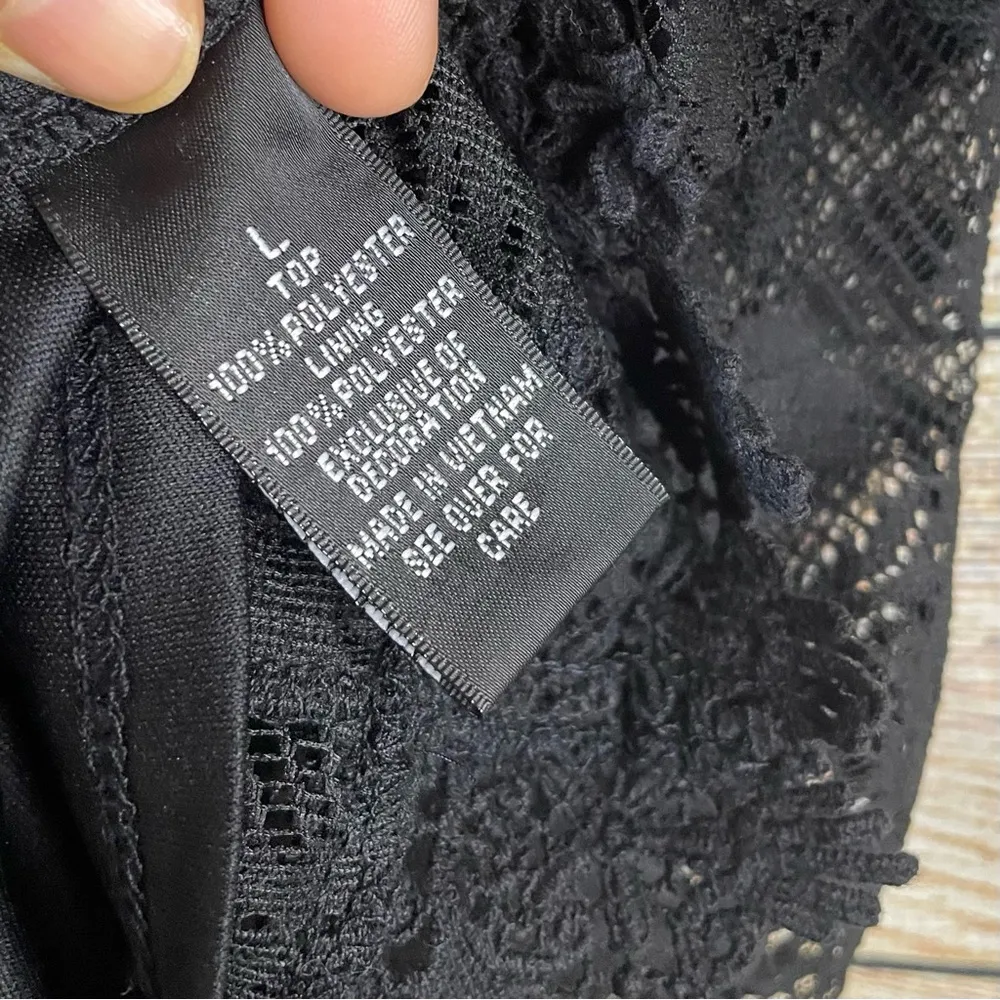 L
TOP
100% POLYESTER
LINING
100% POLYESTER
EXCLUSIVE OF
DECORATION
MADE IN VIETNAM
SEE OVER FOR
CARE